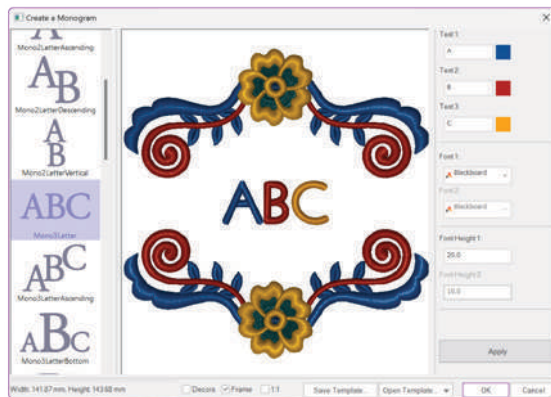 Create a Monogram
A
Mono2LetterAscending
AB
Mono2LetterDescending
A
B
Mono2LetterVertical
ABC
Mono3Letter
ABC
Mono3LetterAscending
ABC
Mono3LetterBottom
ABC
Text 1:
A
Text 2:
B
Text 3:
C
Font 1:
Blackboard
Font 2:
Blackboard
Font Height 1:
20.0
Font Height 2:
10.0
Apply
Width: 141.87 mm, Height: 143.68 mm
Decors
Frame
1:1
Save Template...
Open Template...
OK
Cancel